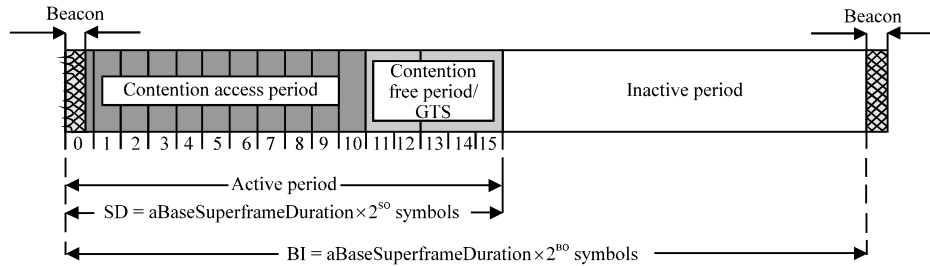 Beacon
Beacon
Contention access period
Contention
free period/
GTS
Inactive period
0 1 2 3 4 5 6 7 8 9 10 11 12 13 14 15
Active period
SD = aBaseSuperframeDuration×2^SO symbols
BI = aBaseSuperframeDuration×2^BO symbols